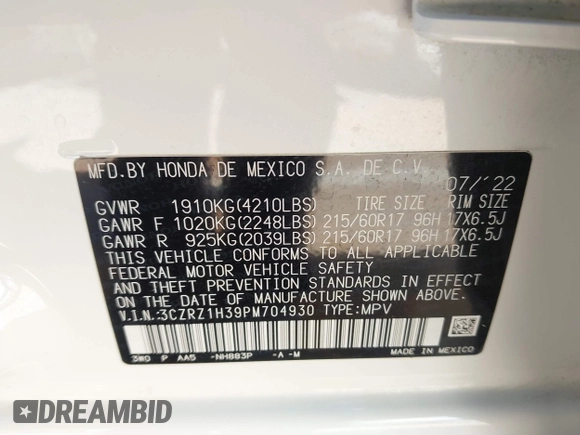 MFD.BY HONDA DE MEXICO S.A. DE C.V.
07/'22
GVWR 1910KG(4210LBS) TIRE SIZE RIM SIZE
GAWR F 1020KG(2248LBS) 215/60R17 96H 17X6.5J
GAWR R 925KG(2039LBS) 215/60R17 96H 17X6.5J
THIS VEHICLE CONFORMS TO ALL APPLICABLE
FEDERAL MOTOR VEHICLE SAFETY
AND THEFT PREVENTION STANDARDS IN EFFECT
ON THE DATE OF MANUFACTURE SHOWN ABOVE.
V.I.N.:3CZRZ1H39PM704930 TYPE:MPV
3W0 P AA5 -NH883P -A -M MADE IN MEXICO
DREAMBID